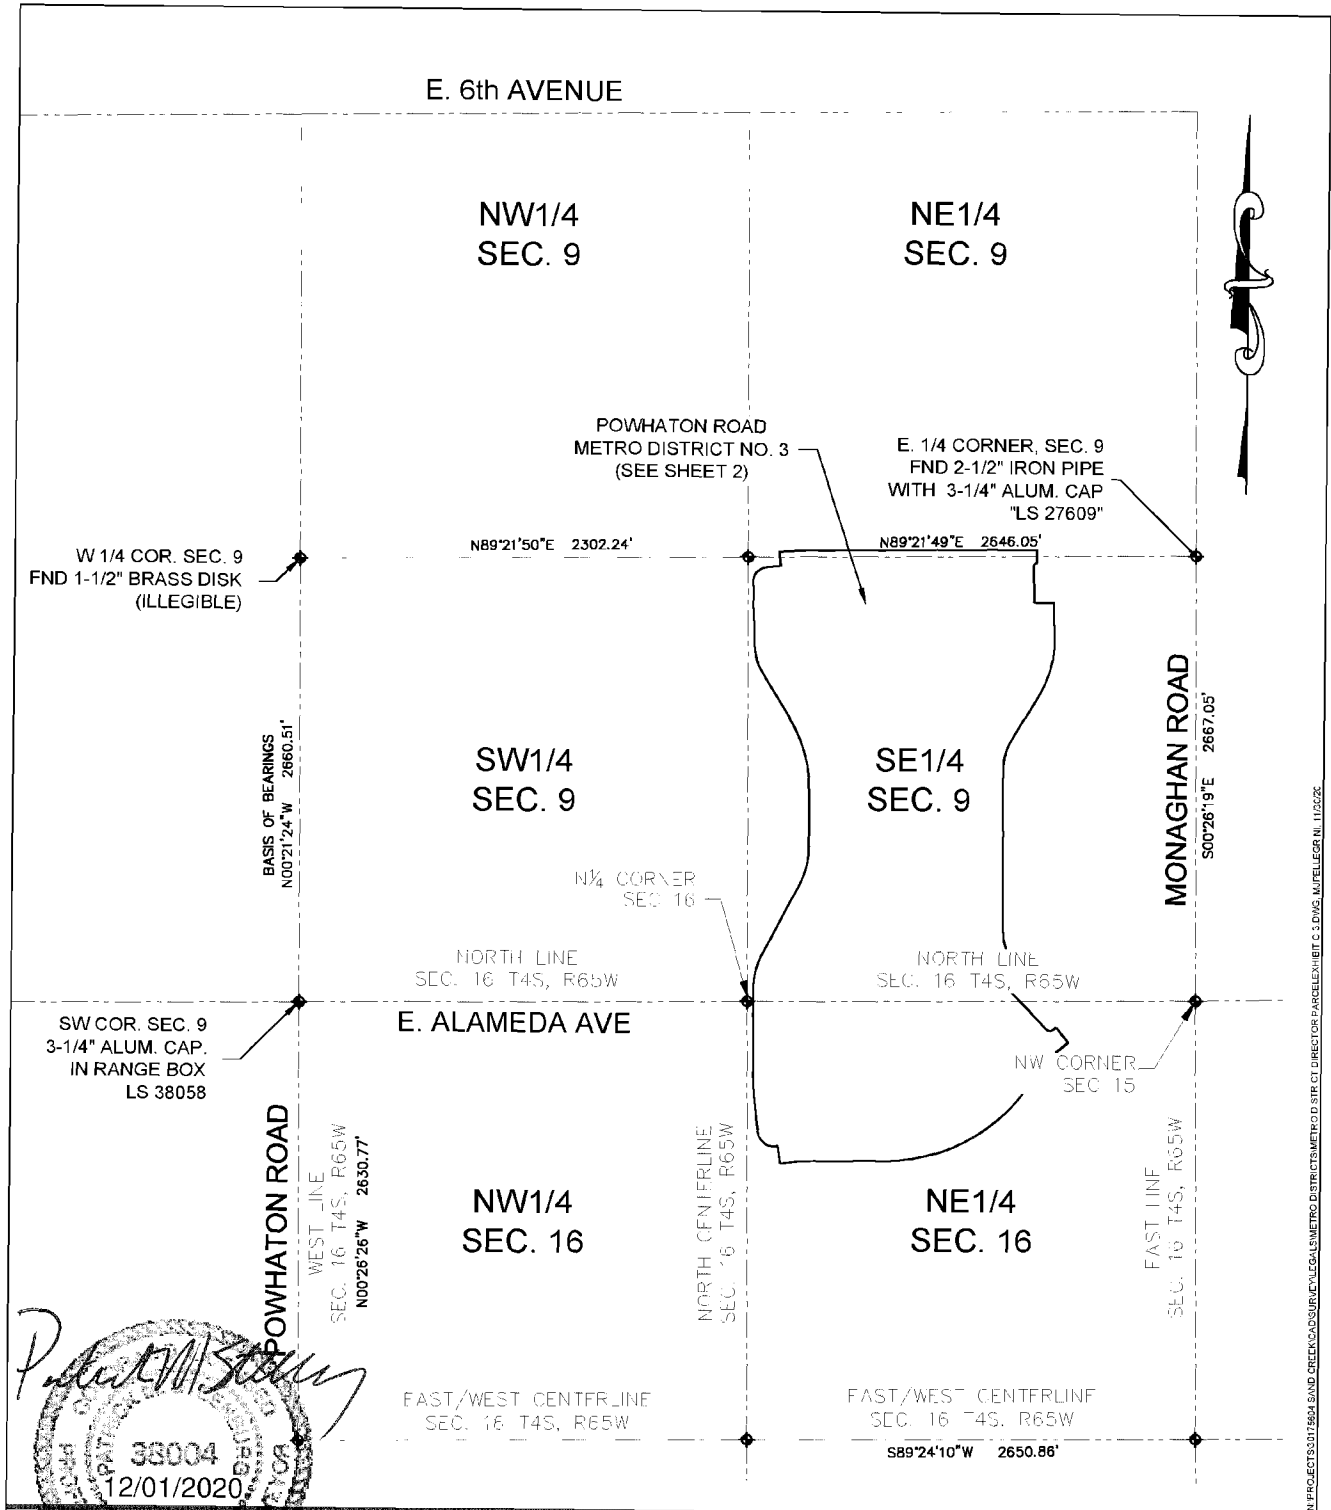 E. 6th AVENUE
NW1/4
SEC. 9
NE1/4
SEC. 9
POWHATON ROAD
METRO DISTRICT NO. 3
(SEE SHEET 2)
E. 1/4 CORNER, SEC. 9
FND 2-1/2" IRON PIPE
WITH 3-1/4" ALUM. CAP
"LS 27609"
W 1/4 COR. SEC. 9
FND 1-1/2" BRASS DISK
(ILLEGIBLE)
N89°21'50"E 2302.24'
N89°21'49"E 2646.05'
BASIS OF BEARINGS
N00°21'24"W 2660.51'
SW1/4
SEC. 9
SE1/4
SEC. 9
MONAGHAN ROAD
S00°26'19"E 2667.05'
N1/4 CORNER
SEC 16
NORTH LINE
SEC. 16 T4S, R65W
NORTH LINE
SEC. 16 T4S, R65W
E. ALAMEDA AVE
SW COR. SEC. 9
3-1/4" ALUM. CAP.
IN RANGE BOX
LS 38058
NW CORNER
SEC 15
POWHATON ROAD
WEST LINE
SEC. 16 T4S, R65W
N00°26'26"W 2630.77'
NW1/4
SEC. 16
NORTH CENTERLINE
SEC. 16 T4S, R65W
NE1/4
SEC. 16
EAST LINE
SEC. 16 T4S, R65W
EAST/WEST CENTERLINE
SEC. 16 T4S, R65W
EAST/WEST CENTERLINE
SEC. 16 T4S, R65W
S89°24'10"W 2650.86'
38004
12/01/2020